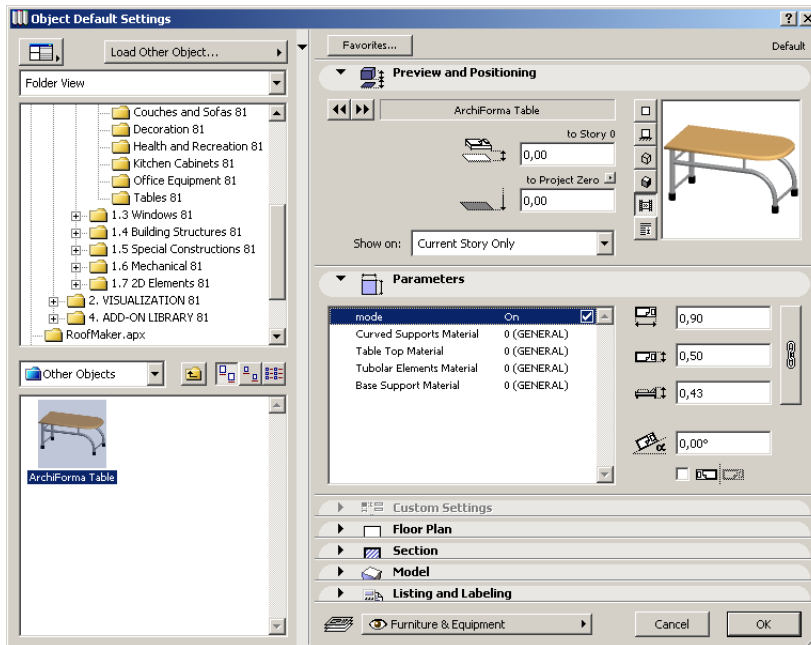 Object Default Settings
Load Other Object...
Folder View
Couches and Sofas 81
Decoration 81
Health and Recreation 81
Kitchen Cabinets 81
Office Equipment 81
Tables 81
1.3 Windows 81
1.4 Building Structures 81
1.5 Special Constructions 81
1.6 Mechanical 81
1.7 2D Elements 81
2. VISUALIZATION 81
4. ADD-ON LIBRARY 81
RoofMaker.apx
Other Objects
ArchiForma Table
Favorites...
Default
Preview and Positioning
ArchiForma Table
to Story 0
0,00
to Project Zero
0,00
Show on: Current Story Only
Parameters
mode On
Curved Supports Material 0 (GENERAL)
Table Top Material 0 (GENERAL)
Tubolar Elements Material 0 (GENERAL)
Base Support Material 0 (GENERAL)
0,90
0,50
0,43
α 0,00°
Custom Settings
Floor Plan
Section
Model
Listing and Labeling
Furniture & Equipment
Cancel
OK